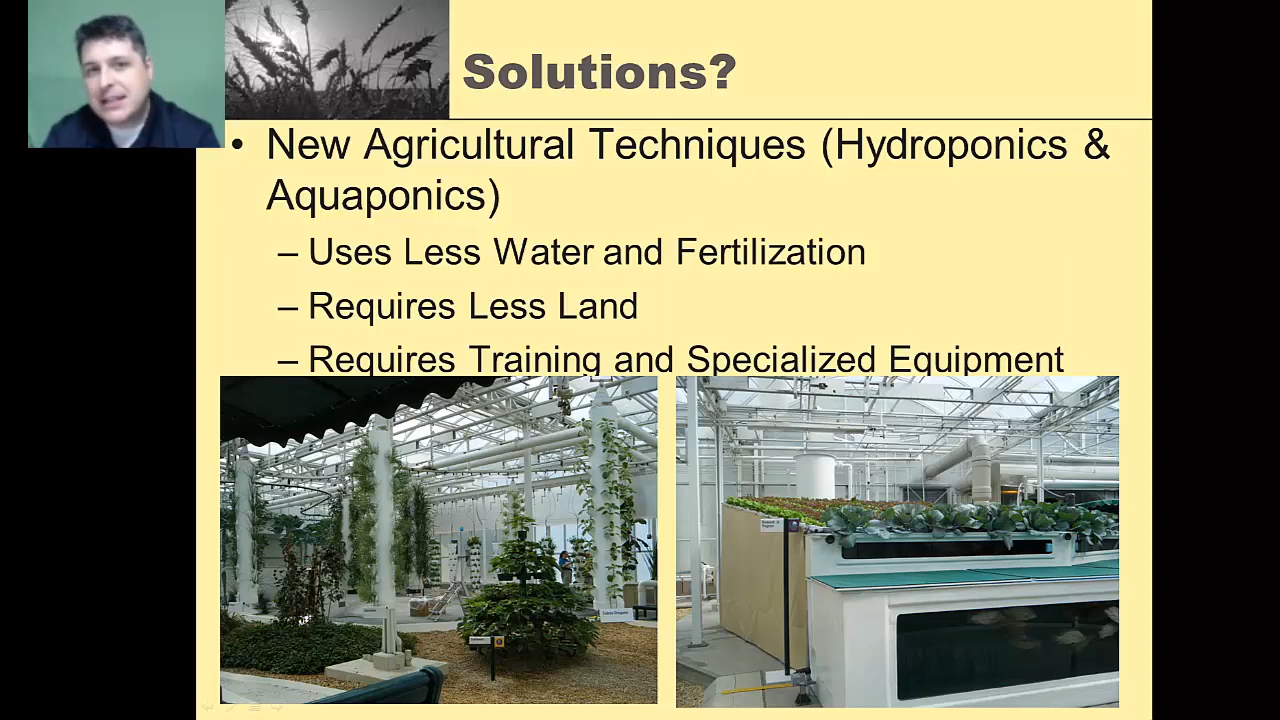 Solutions?
• New Agricultural Techniques (Hydroponics &
Aquaponics)
– Uses Less Water and Fertilization
– Requires Less Land
– Requires Training and Specialized Equipment